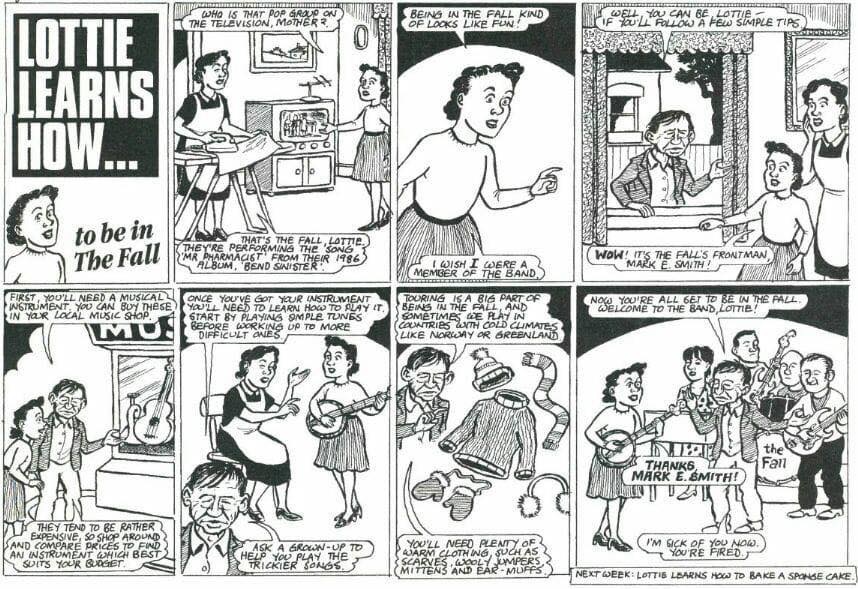 LOTTIE
LEARNS
HOW...
to be in
The Fall
WHO IS THAT POP GROUP ON
THE TELEVISION, MOTHER?
THAT'S THE FALL, LOTTIE.
THEY'RE PERFORMING THE SONG
'MR PHARMACIST' FROM THEIR 1986
ALBUM, 'BEND SINISTER'.
BEING IN THE FALL KIND
OF LOOKS LIKE FUN!
I WISH I WERE A
MEMBER OF THE BAND.
WELL, YOU CAN BE, LOTTIE –
IF YOU'LL FOLLOW A FEW SIMPLE TIPS
WOW! IT'S THE FALL'S FRONTMAN,
MARK E. SMITH!
FIRST, YOU'LL NEED A MUSICAL
INSTRUMENT. YOU CAN BUY THESE
IN YOUR LOCAL MUSIC SHOP.
MUS
THEY TEND TO BE RATHER
EXPENSIVE, SO SHOP AROUND
AND COMPARE PRICES TO FIND
AN INSTRUMENT WHICH BEST
SUITS YOUR BUDGET.
ONCE YOU'VE GOT YOUR INSTRUMENT
YOU'LL NEED TO LEARN HOW TO PLAY IT.
START BY PLAYING SIMPLE TUNES
BEFORE WORKING UP TO MORE
DIFFICULT ONES.
ASK A GROWN-UP TO
HELP YOU PLAY THE
TRICKIER SONGS.
TOURING IS A BIG PART OF
BEING IN THE FALL, AND
SOMETIMES WE PLAY IN
COUNTRIES WITH COLD CLIMATES
LIKE NORWAY OR GREENLAND
YOU'LL NEED PLENTY OF
WARM CLOTHING, SUCH AS
SCARVES, WOOLY JUMPERS
MITTENS AND EAR-MUFFS.
NOW YOU'RE ALL SET TO BE IN THE FALL.
WELCOME TO THE BAND, LOTTIE!
the
Fall
THANKS,
MARK E. SMITH!
I'M SICK OF YOU NOW.
YOU'RE FIRED.
NEXT WEEK: LOTTIE LEARNS HOW TO BAKE A SPONGE CAKE.